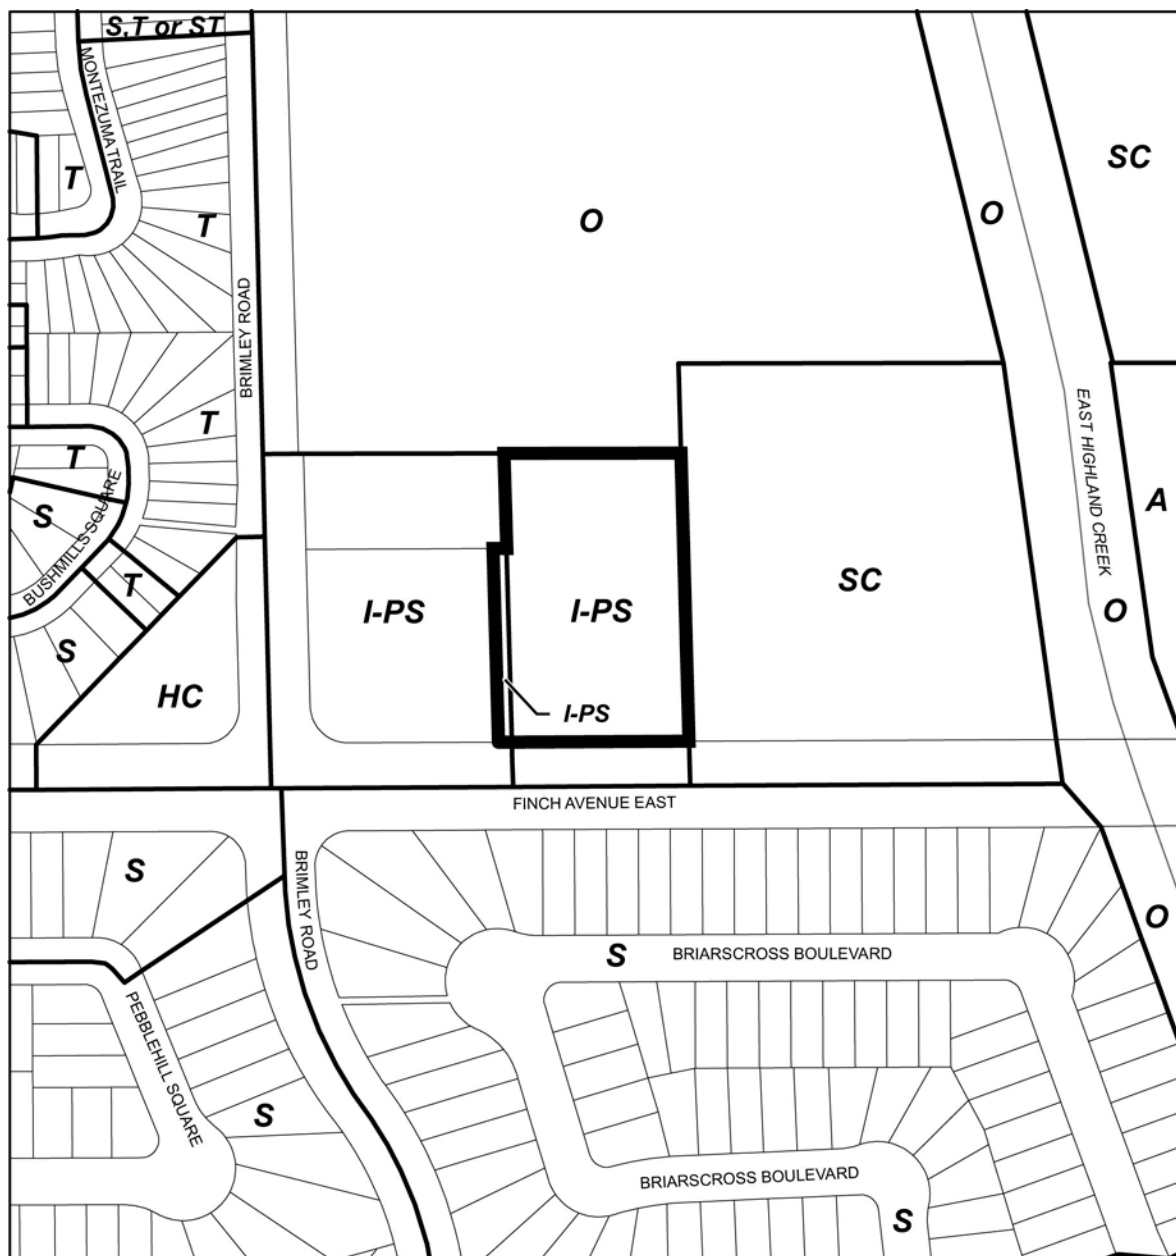 S,T or ST
MONTEZUMA TRAIL
T
T
BRIMLEY ROAD
O
O
SC
T
T
S
BUSHMILLS SQUARE
T
S
HC
I-PS
I-PS
I-PS
SC
EAST HIGHLAND CREEK
A
O
FINCH AVENUE EAST
S
BRIMLEY ROAD
S
BRIARSCROSS BOULEVARD
O
PEBBLEHILL SQUARE
S
BRIARSCROSS BOULEVARD
S